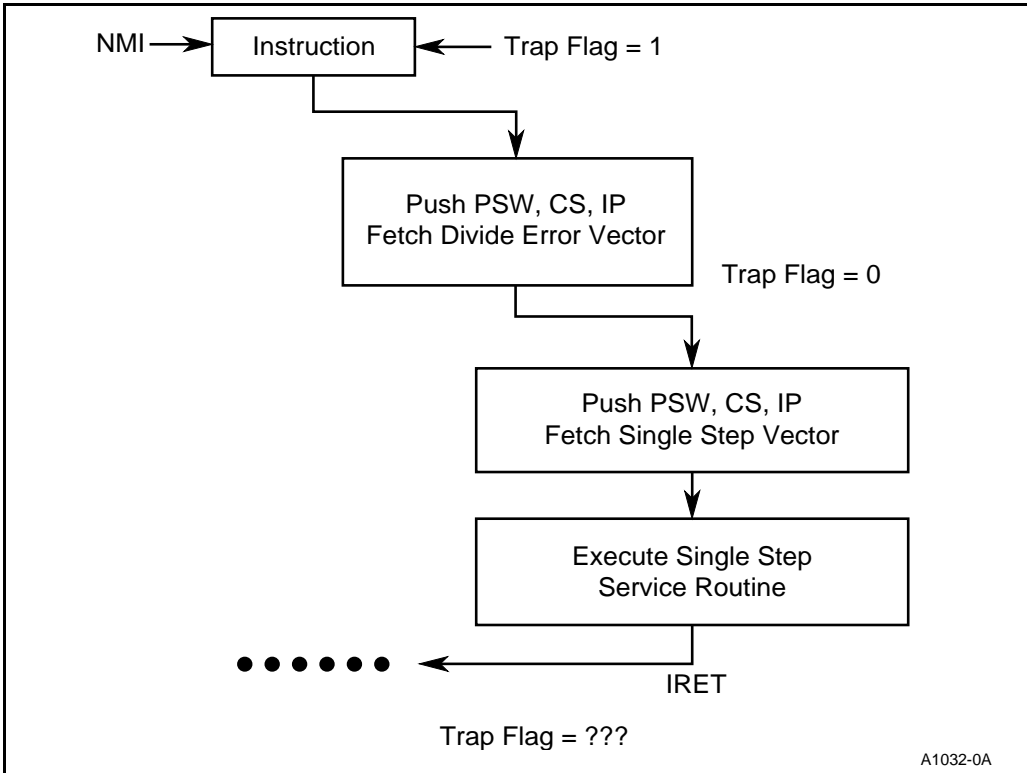 NMI
Instruction
Trap Flag = 1
Push PSW, CS, IP
Fetch Divide Error Vector
Trap Flag = 0
Push PSW, CS, IP
Fetch Single Step Vector
Execute Single Step
Service Routine
IRET
Trap Flag = ???
A1032-0A